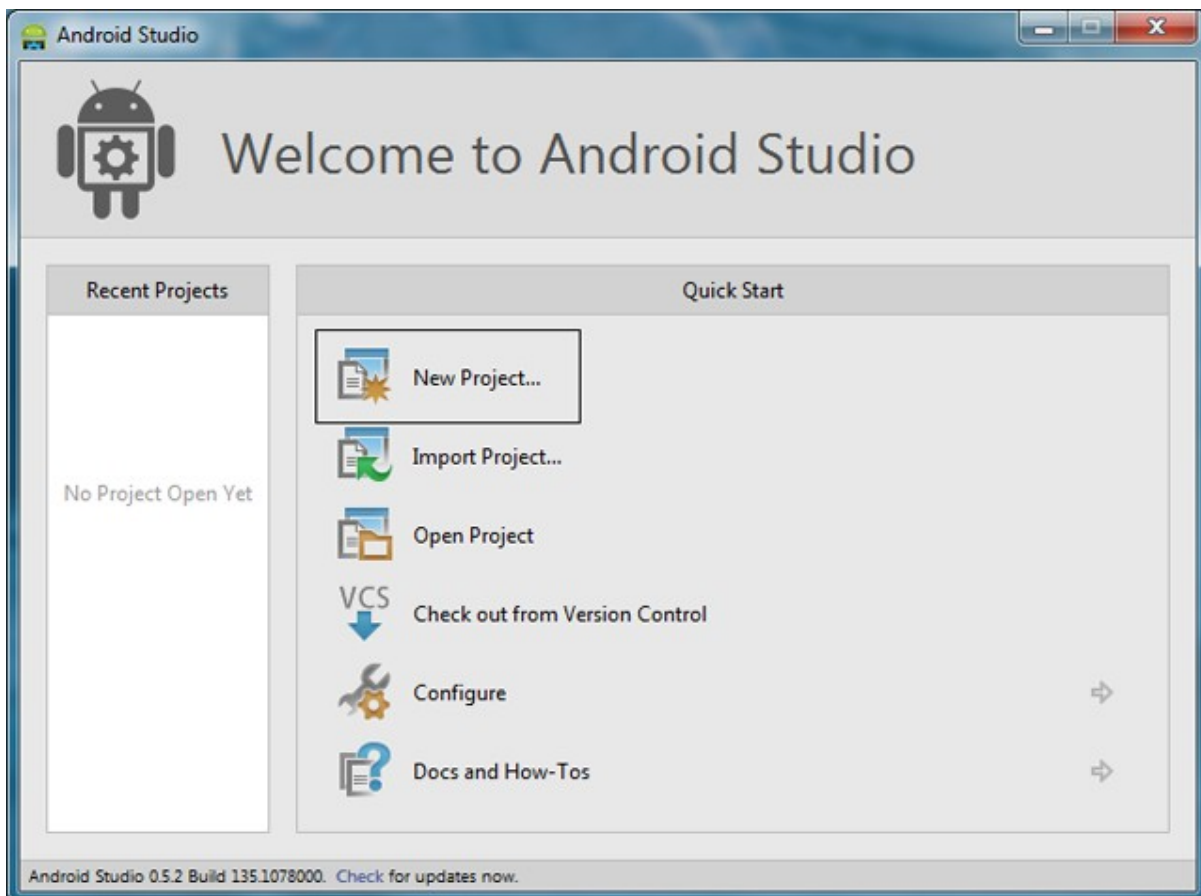 Android Studio
Welcome to Android Studio
Recent Projects
No Project Open Yet
Quick Start
New Project...
Import Project...
Open Project
VCS
Check out from Version Control
Configure
Docs and How-Tos
Android Studio 0.5.2 Build 135.1078000. Check for updates now.